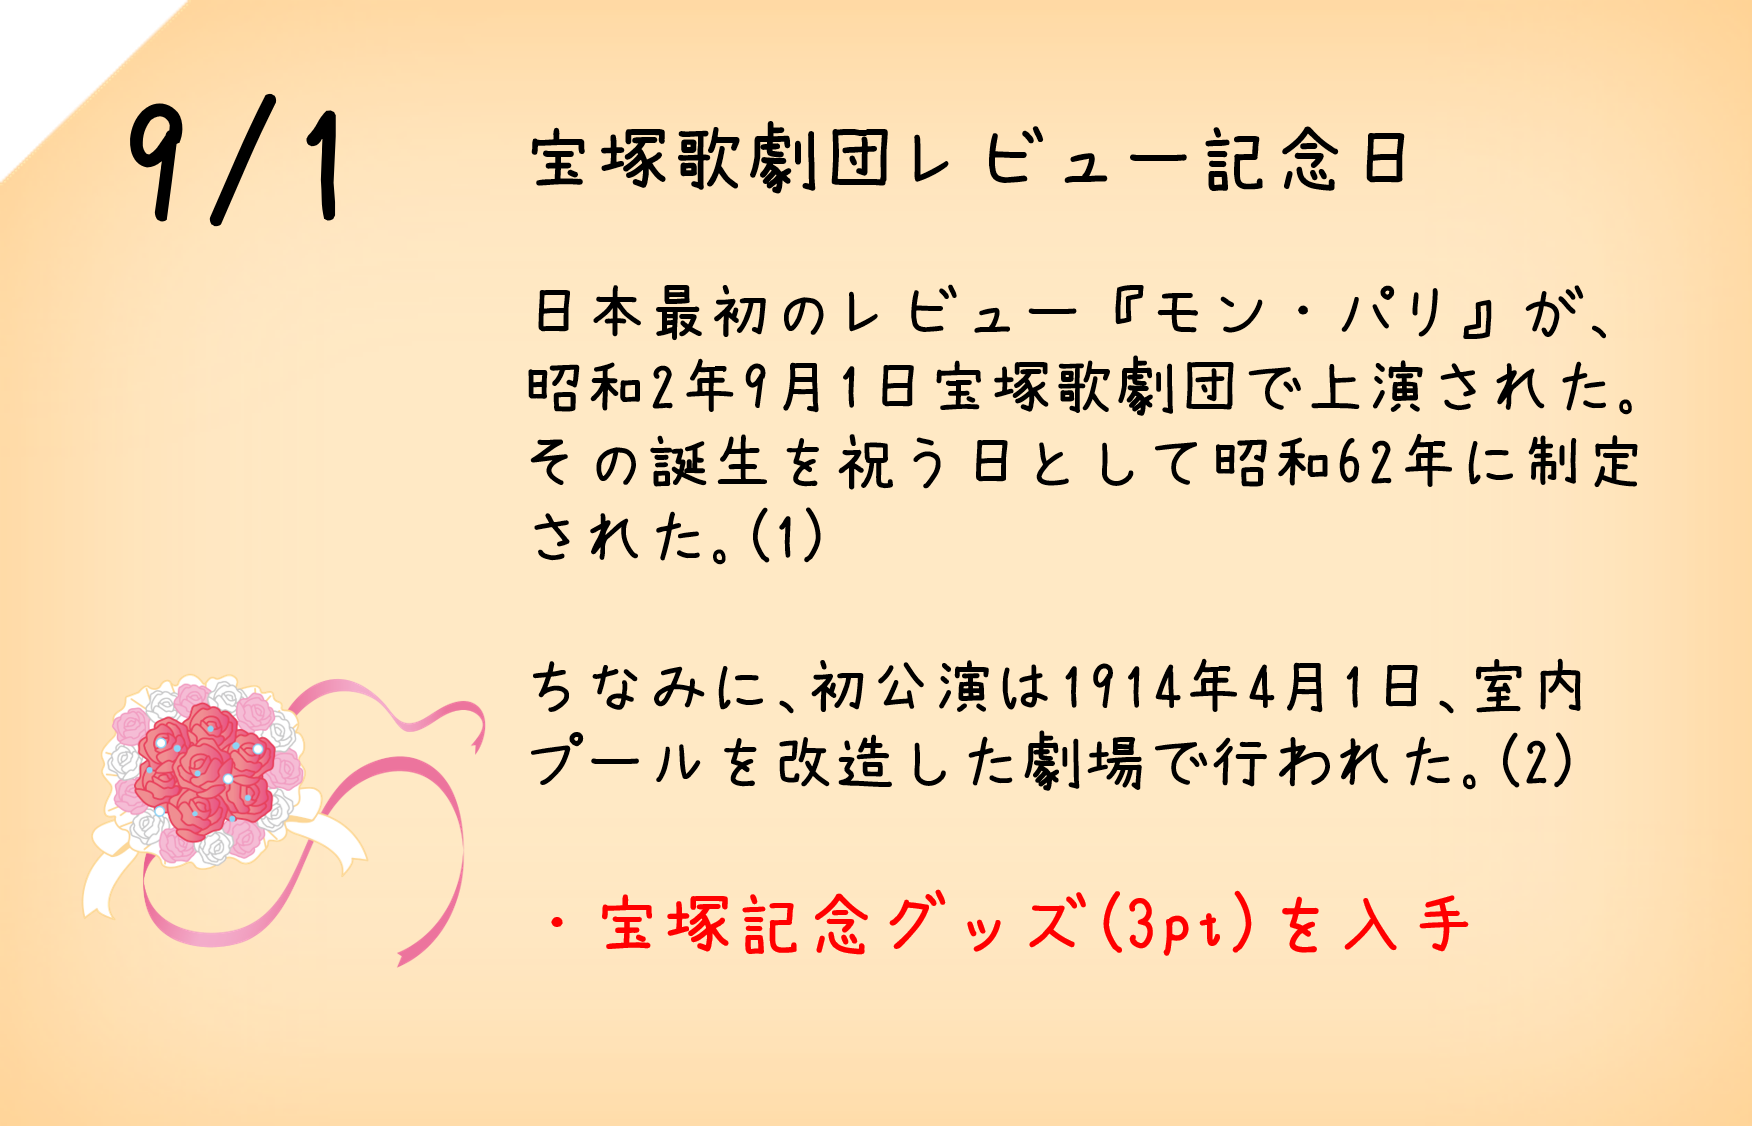 9/1
宝塚歌劇団レビュー記念日
日本最初のレビュー『モン・パリ』が、
昭和2年9月1日宝塚歌劇団で上演された。
その誕生を祝う日として昭和62年に制定
された。(1)
ちなみに、初公演は1914年4月1日、室内
プールを改造した劇場で行われた。(2)
・宝塚記念グッズ(3pt)を入手